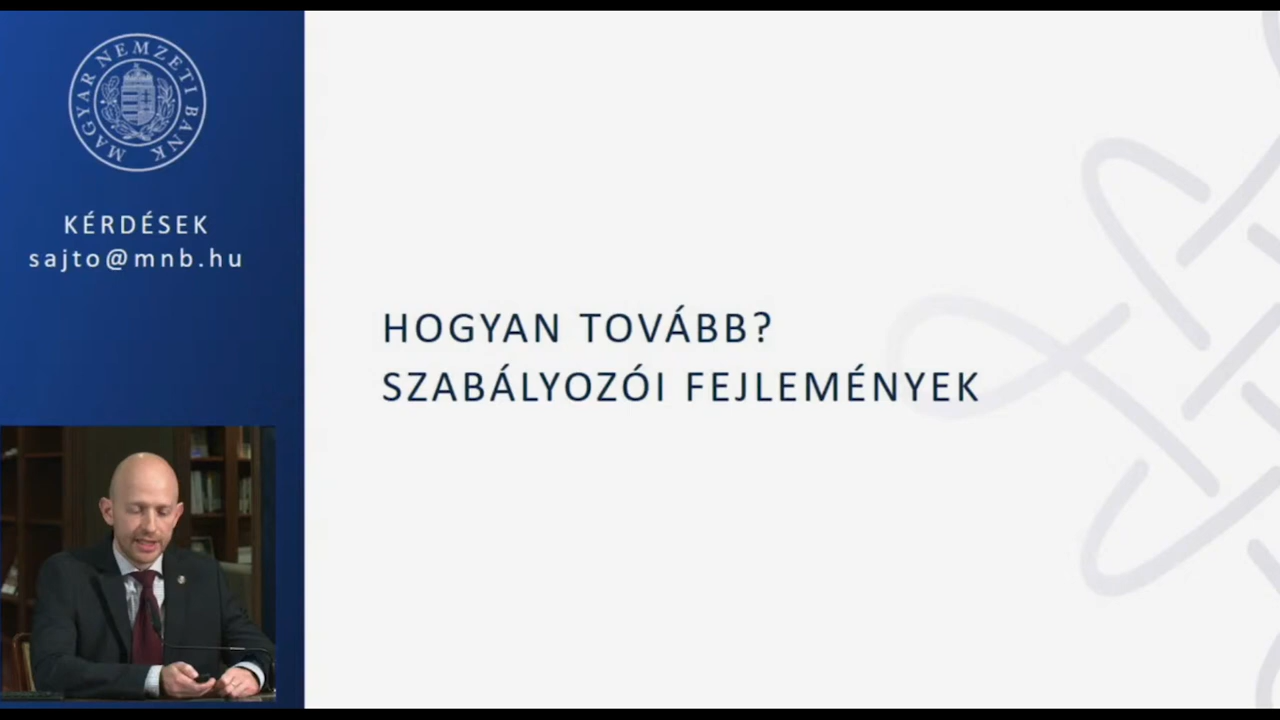 MAGYAR NEMZETI BANK
KÉRDÉSEK
sajto@mnb.hu
HOGYAN TOVÁBB?
SZABÁLYOZÓI FEJLEMÉNYEK